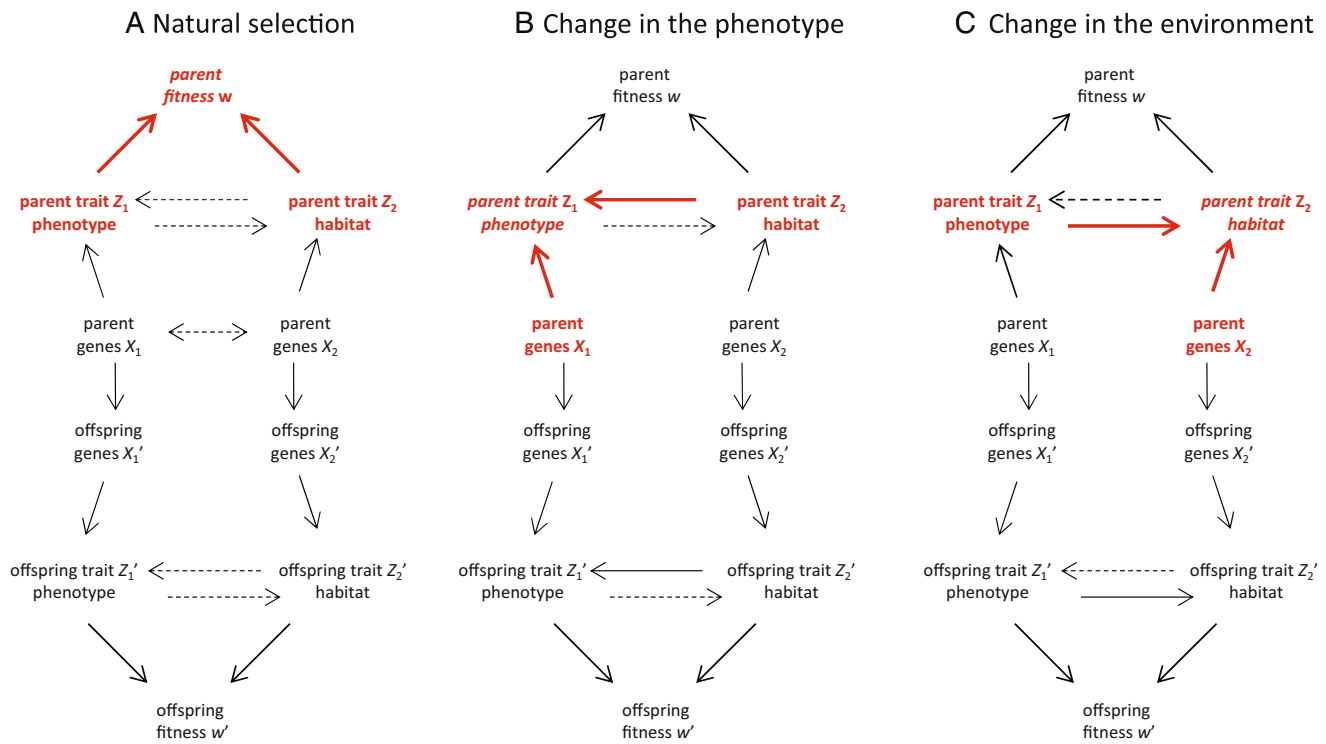 A Natural selection
parent
fitness w
parent trait Z₁
phenotype
parent trait Z₂
habitat
parent
genes X₁
parent
genes X₂
offspring
genes X₁’
offspring
genes X₂’
offspring trait Z₁’
phenotype
offspring trait Z₂’
habitat
offspring
fitness w’
B Change in the phenotype
parent
fitness w
parent trait Z₁
phenotype
parent trait Z₂
habitat
parent
genes X₁
parent
genes X₂
offspring
genes X₁’
offspring
genes X₂’
offspring trait Z₁’
phenotype
offspring trait Z₂’
habitat
offspring
fitness w’
C Change in the environment
parent
fitness w
parent trait Z₁
phenotype
parent trait Z₂
habitat
parent
genes X₁
parent
genes X₂
offspring
genes X₁’
offspring
genes X₂’
offspring trait Z₁’
phenotype
offspring trait Z₂’
habitat
offspring
fitness w’